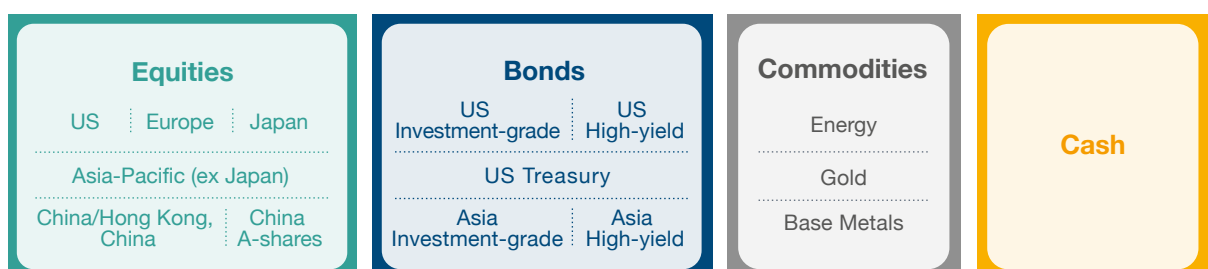 Equities
US
Europe
Japan
Asia-Pacific (ex Japan)
China/Hong Kong,
China
China
A-shares
Bonds
US
Investment-grade
US
High-yield
US Treasury
Asia
Investment-grade
Asia
High-yield
Commodities
Energy
Gold
Base Metals
Cash